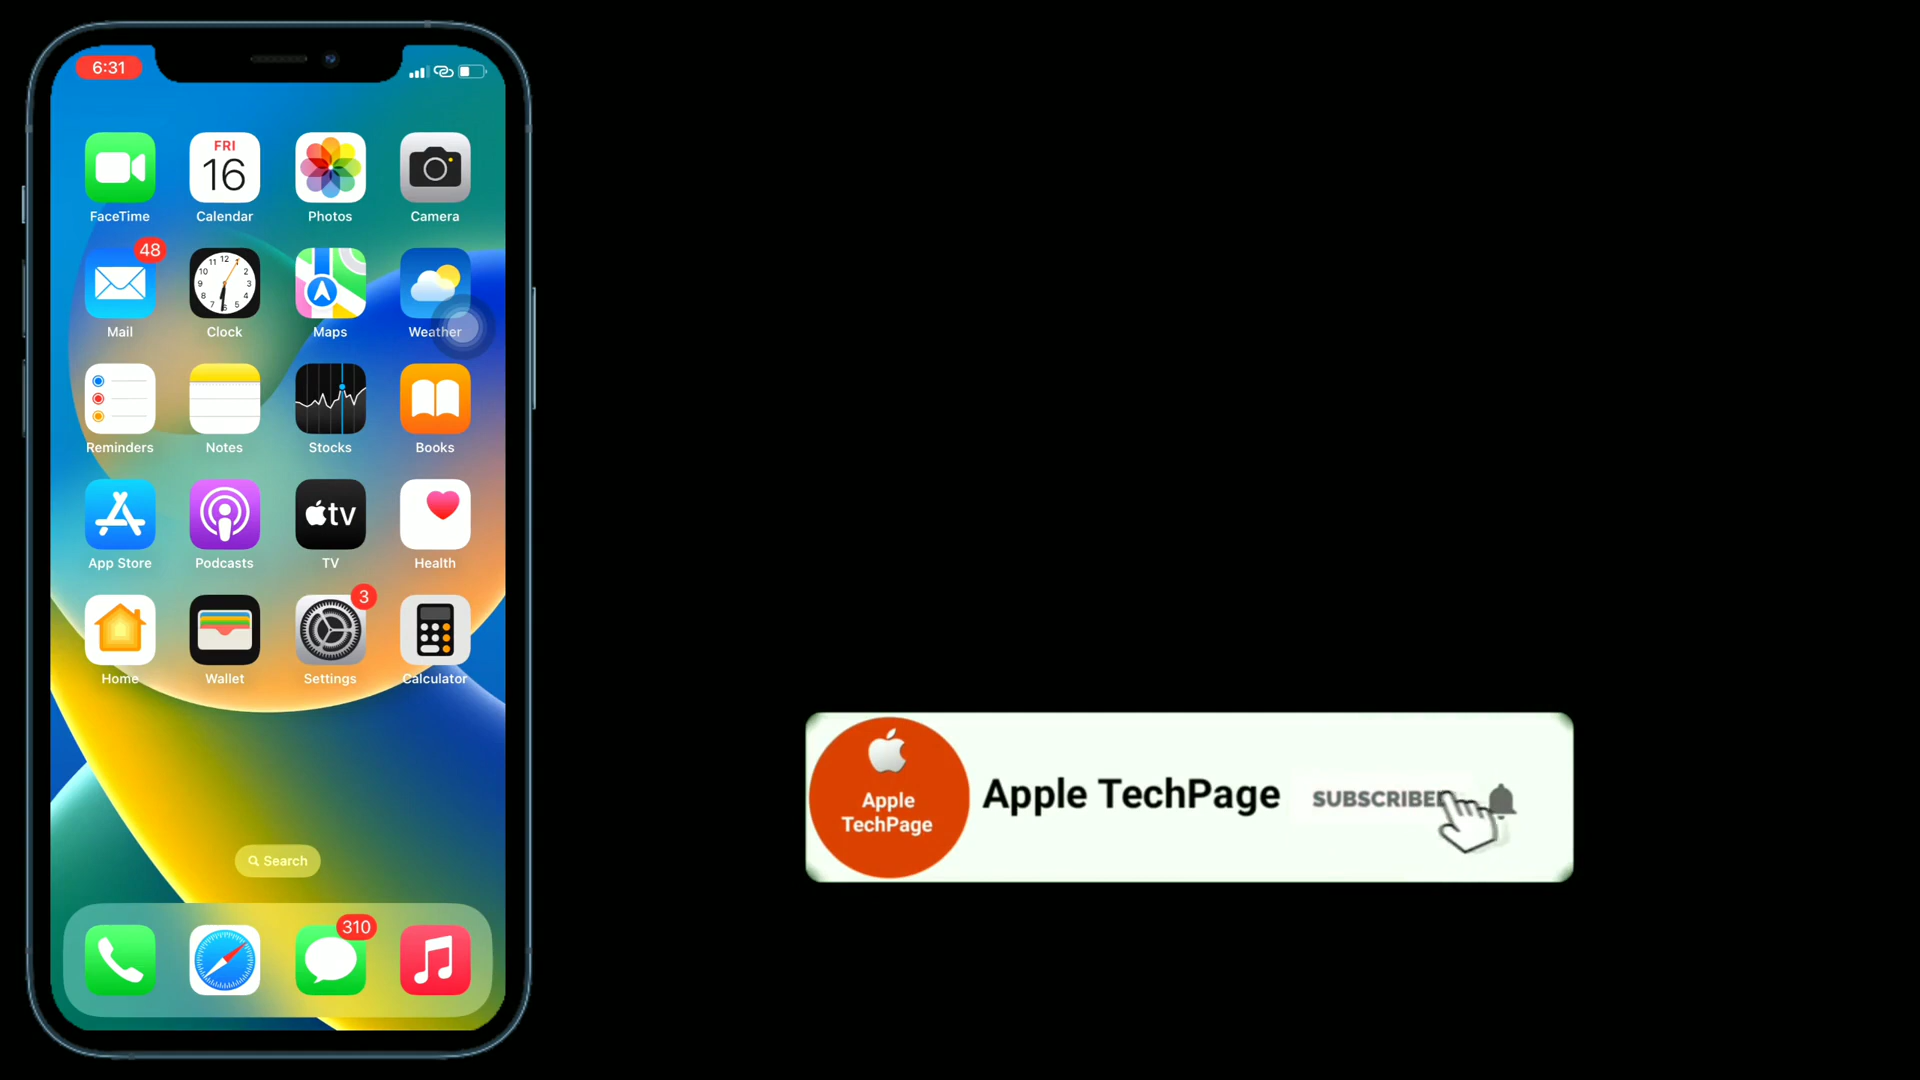 6:31
FRI
16
FaceTime
Calendar
Photos
Camera
48
Mail
Clock
Maps
Weather
Reminders
Notes
Stocks
Books
tv
App Store
Podcasts
TV
Health
3
Home
Wallet
Settings
Calculator
Search
310
Apple
TechPage
Apple TechPage
SUBSCRIBED